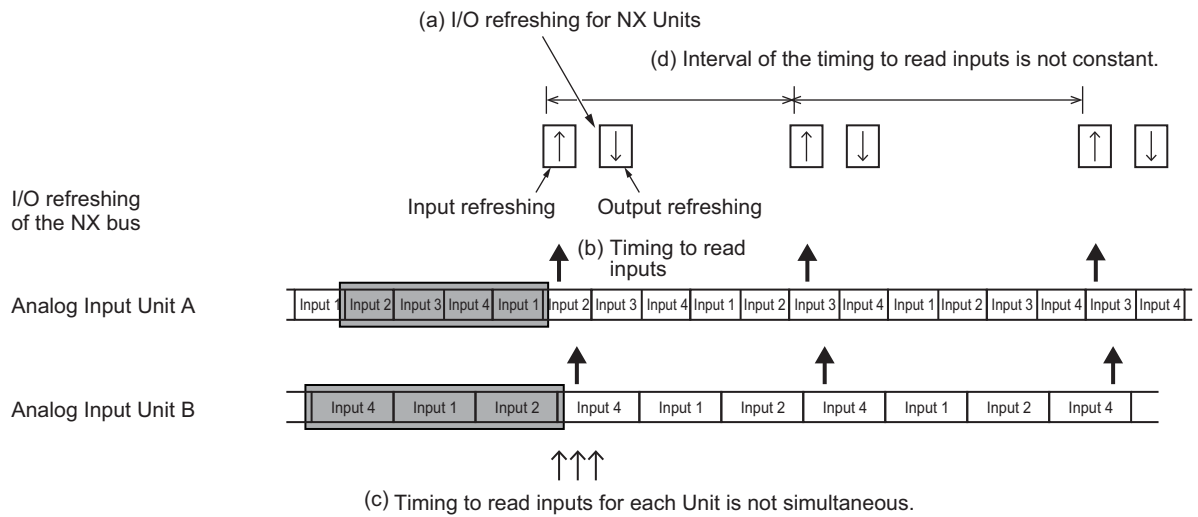 (a) I/O refreshing for NX Units
(d) Interval of the timing to read inputs is not constant.
I/O refreshing
of the NX bus
Input refreshing
Output refreshing
(b) Timing to read
inputs
Analog Input Unit A
Input 1 Input 2 Input 3 Input 4 Input 1 Input 2 Input 3 Input 4 Input 1 Input 2 Input 3 Input 4 Input 1 Input 2 Input 3 Input 4 Input 3 Input 4
Analog Input Unit B
Input 4 Input 1 Input 2 Input 4 Input 1 Input 2 Input 4 Input 1 Input 2 Input 4
(c) Timing to read inputs for each Unit is not simultaneous.